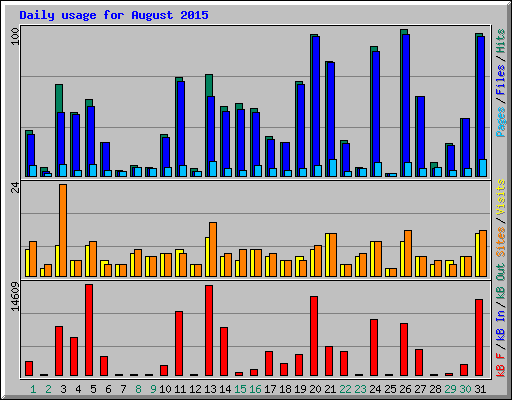 Daily usage for August 2015
100
24
14609
Pages / Files / Hits
Sites / Visits
kB F / kB In / kB Out
1 2 3 4 5 6 7 8 9 10 11 12 13 14 15 16 17 18 19 20 21 22 23 24 25 26 27 28 29 30 31